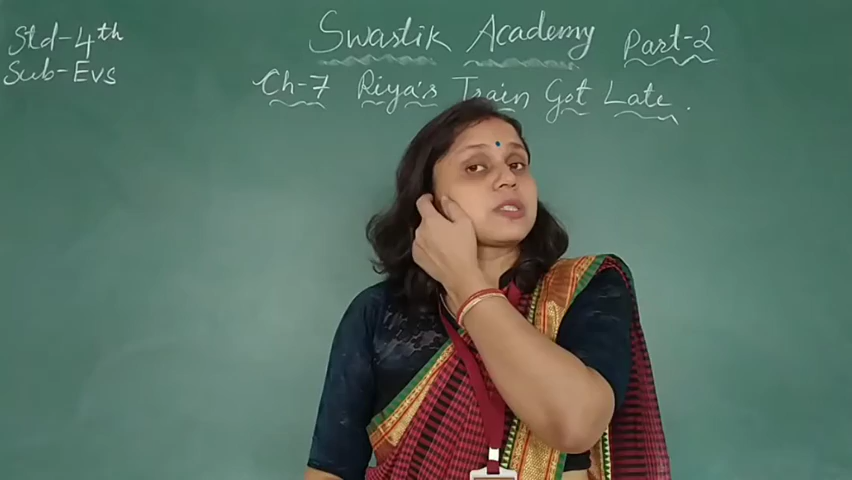 Std-4th
Sub-Evs
Swastik Academy
Part-2
Ch-7 Riya's Train Got Late.